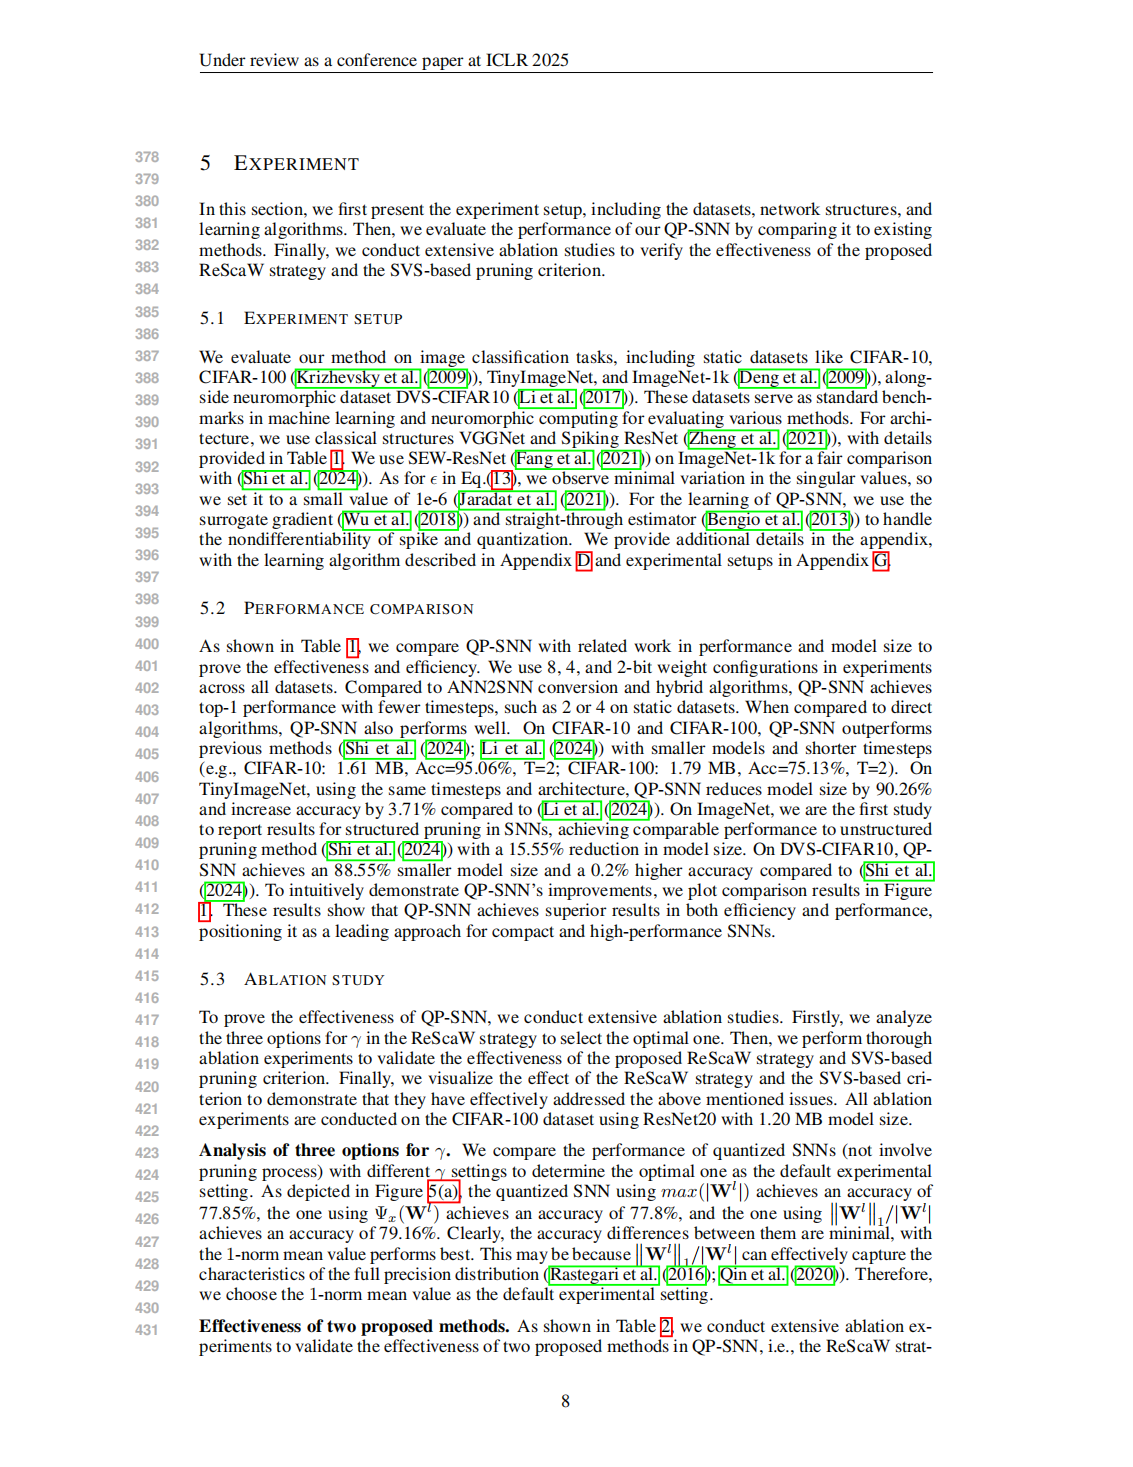 Under review as a conference paper at ICLR 2025
378
379
380
381
382
383
384
385
386
387
388
389
390
391
392
393
394
395
396
397
398
399
400
401
402
403
404
405
406
407
408
409
410
411
412
413
414
415
416
417
418
419
420
421
422
423
424
425
426
427
428
429
430
431
5 EXPERIMENT
In this section, we first present the experiment setup, including the datasets, network structures, and
learning algorithms. Then, we evaluate the performance of our QP-SNN by comparing it to existing
methods. Finally, we conduct extensive ablation studies to verify the effectiveness of the proposed
ReScaW strategy and the SVS-based pruning criterion.
5.1 EXPERIMENT SETUP
We evaluate our method on image classification tasks, including static datasets like CIFAR-10,
CIFAR-100 (Krizhevsky et al. (2009)), TinyImageNet, and ImageNet-1k (Deng et al. (2009)), along-
side neuromorphic dataset DVS-CIFAR10 (Li et al. (2017)). These datasets serve as standard bench-
marks in machine learning and neuromorphic computing for evaluating various methods. For archi-
tecture, we use classical structures VGGNet and Spiking ResNet (Zheng et al. (2021)), with details
provided in Table 1. We use SEW-ResNet (Fang et al. (2021)) on ImageNet-1k for a fair comparison
with (Shi et al. (2024)). As for ϵ in Eq.(13), we observe minimal variation in the singular values, so
we set it to a small value of 1e-6 (Jaradat et al. (2021)). For the learning of QP-SNN, we use the
surrogate gradient (Wu et al. (2018)) and straight-through estimator (Bengio et al. (2013)) to handle
the nondifferentiability of spike and quantization. We provide additional details in the appendix,
with the learning algorithm described in Appendix D and experimental setups in Appendix G.
5.2 PERFORMANCE COMPARISON
As shown in Table 1, we compare QP-SNN with related work in performance and model size to
prove the effectiveness and efficiency. We use 8, 4, and 2-bit weight configurations in experiments
across all datasets. Compared to ANN2SNN conversion and hybrid algorithms, QP-SNN achieves
top-1 performance with fewer timesteps, such as 2 or 4 on static datasets. When compared to direct
algorithms, QP-SNN also performs well. On CIFAR-10 and CIFAR-100, QP-SNN outperforms
previous methods (Shi et al. (2024); Li et al. (2024)) with smaller models and shorter timesteps
(e.g., CIFAR-10: 1.61 MB, Acc=95.06%, T=2; CIFAR-100: 1.79 MB, Acc=75.13%, T=2). On
TinyImageNet, using the same timesteps and architecture, QP-SNN reduces model size by 90.26%
and increase accuracy by 3.71% compared to (Li et al. (2024)). On ImageNet, we are the first study
to report results for structured pruning in SNNs, achieving comparable performance to unstructured
pruning method (Shi et al. (2024)) with a 15.55% reduction in model size. On DVS-CIFAR10, QP-
SNN achieves an 88.55% smaller model size and a 0.2% higher accuracy compared to (Shi et al.
(2024)). To intuitively demonstrate QP-SNN's improvements, we plot comparison results in Figure
1. These results show that QP-SNN achieves superior results in both efficiency and performance,
positioning it as a leading approach for compact and high-performance SNNs.
5.3 ABLATION STUDY
To prove the effectiveness of QP-SNN, we conduct extensive ablation studies. Firstly, we analyze
the three options for γ in the ReScaW strategy to select the optimal one. Then, we perform thorough
ablation experiments to validate the effectiveness of the proposed ReScaW strategy and SVS-based
pruning criterion. Finally, we visualize the effect of the ReScaW strategy and the SVS-based cri-
terion to demonstrate that they have effectively addressed the above mentioned issues. All ablation
experiments are conducted on the CIFAR-100 dataset using ResNet20 with 1.20 MB model size.
Analysis of three options for γ. We compare the performance of quantized SNNs (not involve
pruning process) with different γ settings to determine the optimal one as the default experimental
setting. As depicted in Figure 5(a), the quantized SNN using max(|W^l|) achieves an accuracy of
77.85%, the one using Ψ_x(W^l) achieves an accuracy of 77.8%, and the one using ‖W^l‖_1/|W^l|
achieves an accuracy of 79.16%. Clearly, the accuracy differences between them are minimal, with
the 1-norm mean value performs best. This may be because ‖W^l‖_1/|W^l| can effectively capture the
characteristics of the full precision distribution (Rastegari et al. (2016); Qin et al. (2020)). Therefore,
we choose the 1-norm mean value as the default experimental setting.
Effectiveness of two proposed methods. As shown in Table 2, we conduct extensive ablation ex-
periments to validate the effectiveness of two proposed methods in QP-SNN, i.e., the ReScaW strat-
8